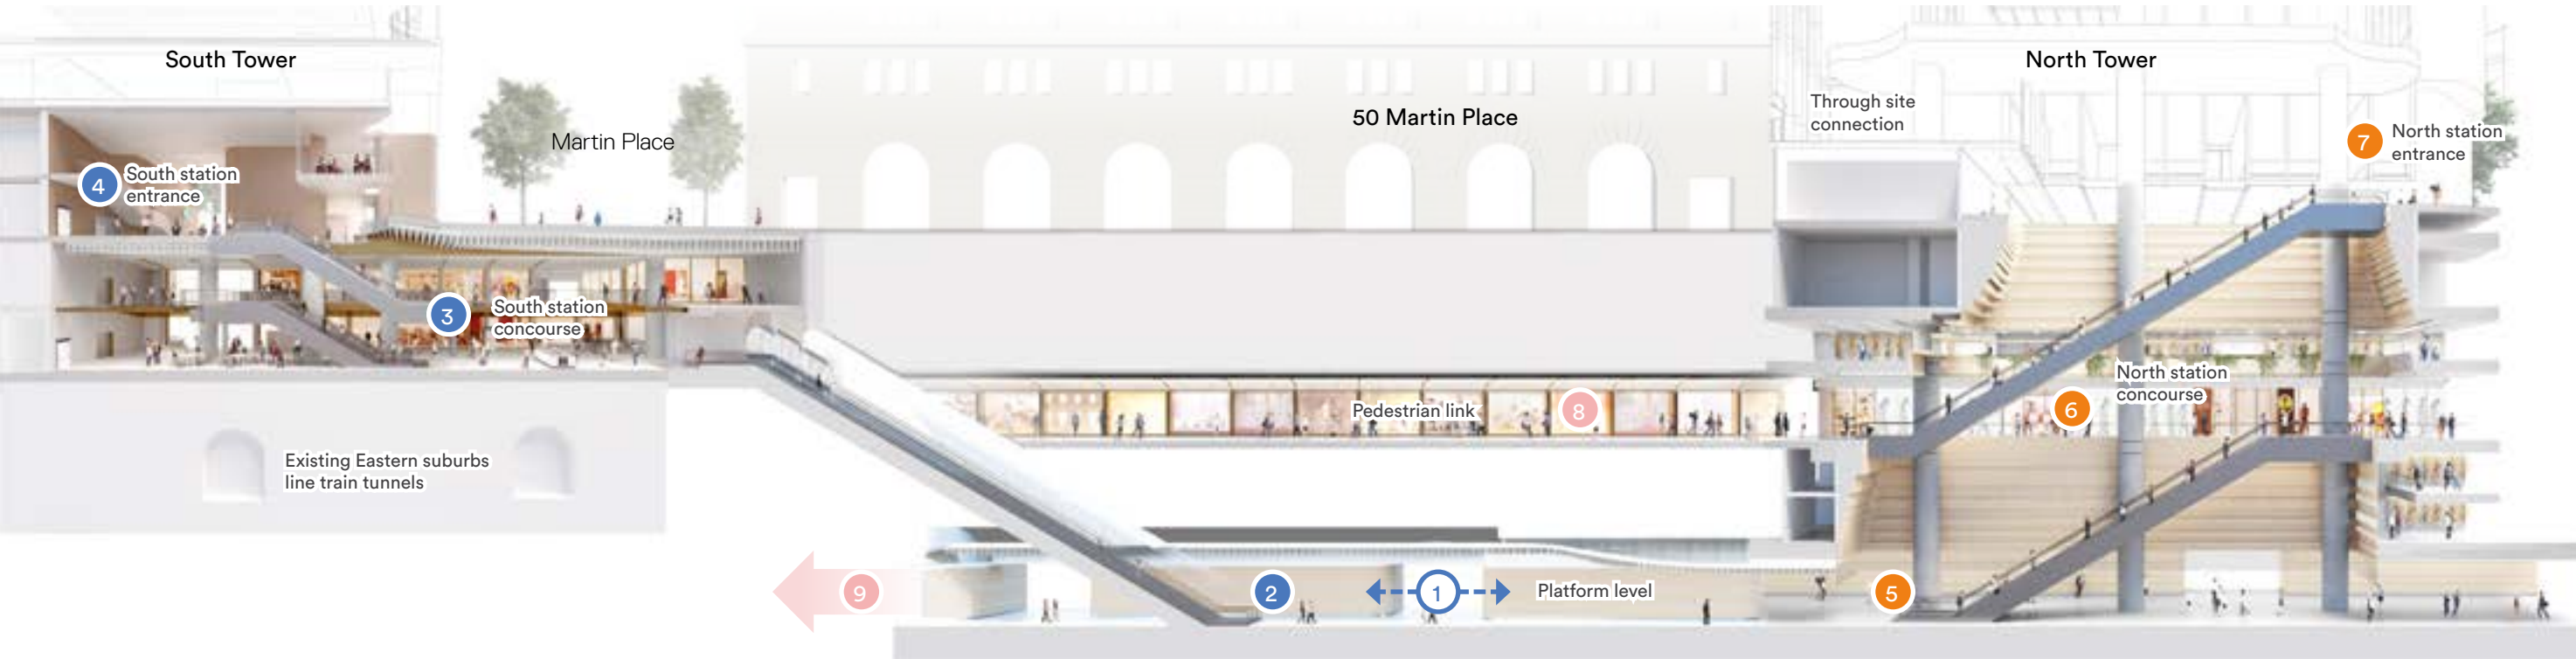 South Tower
North Tower
Through site
connection
50 Martin Place
Martin Place
7
North station
entrance
4
South station
entrance
3
South station
concourse
North station
concourse
6
Pedestrian link
8
Existing Eastern suburbs
line train tunnels
9
2
1
Platform level
5